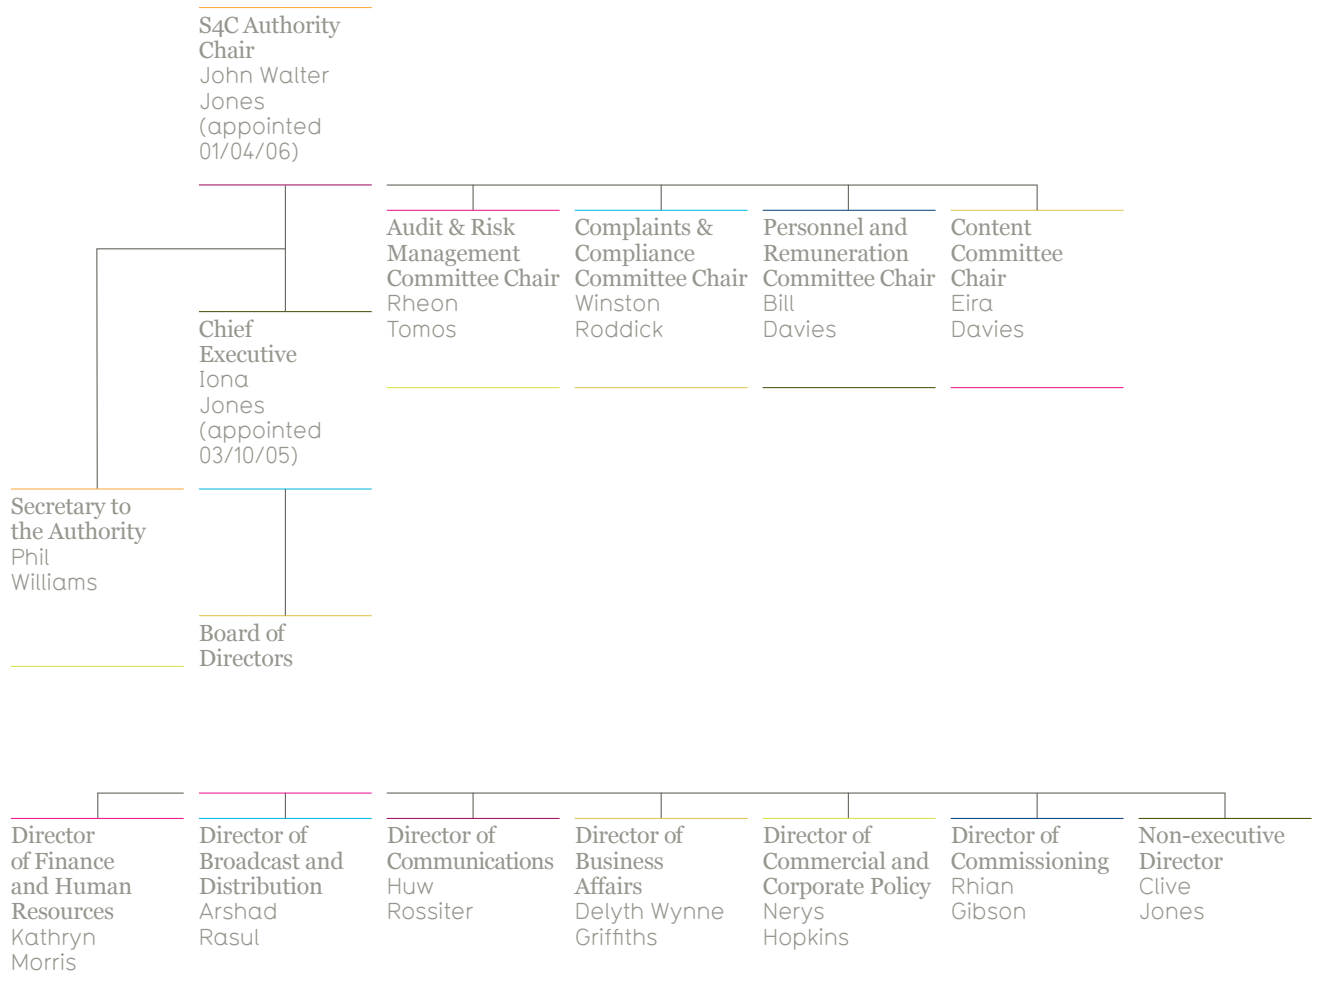 S4C Authority
Chair
John Walter
Jones
(appointed
01/04/06)
Audit & Risk
Management
Committee Chair
Rheon
Tomos
Complaints &
Compliance
Committee Chair
Winston
Roddick
Personnel and
Remuneration
Committee Chair
Bill
Davies
Content
Committee
Chair
Eira
Davies
Chief
Executive
Iona
Jones
(appointed
03/10/05)
Secretary to
the Authority
Phil
Williams
Board of
Directors
Director
of Finance
and Human
Resources
Kathryn
Morris
Director of
Broadcast and
Distribution
Arshad
Rasul
Director of
Communications
Huw
Rossiter
Director of
Business
Affairs
Delyth Wynne
Griffiths
Director of
Commercial and
Corporate Policy
Nerys
Hopkins
Director of
Commissioning
Rhian
Gibson
Non-executive
Director
Clive
Jones